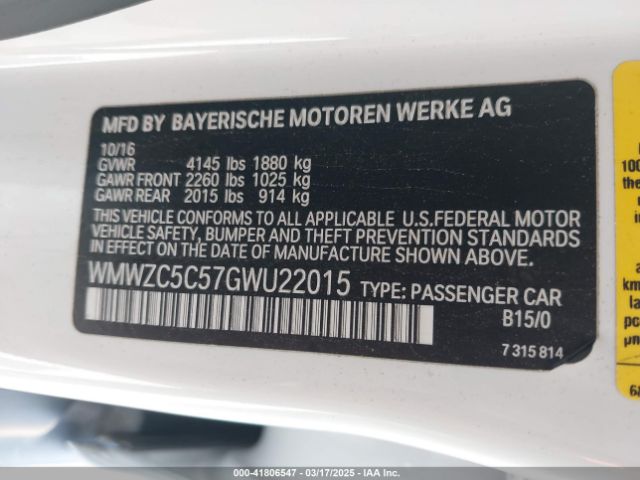 MFD BY BAYERISCHE MOTOREN WERKE AG
10/16
GVWR 4145 lbs 1880 kg
GAWR FRONT 2260 lbs 1025 kg
GAWR REAR 2015 lbs 914 kg
THIS VEHICLE CONFORMS TO ALL APPLICABLE U.S.FEDERAL MOTOR
VEHICLE SAFETY, BUMPER AND THEFT PREVENTION STANDARDS
IN EFFECT ON THE DATE OF MANUFACTURE SHOWN ABOVE.
WMWZC5C57GWU22015 TYPE: PASSENGER CAR
B15/0
7 315 814
100
the
000-41806547 - 03/17/2025 - IAA Inc.